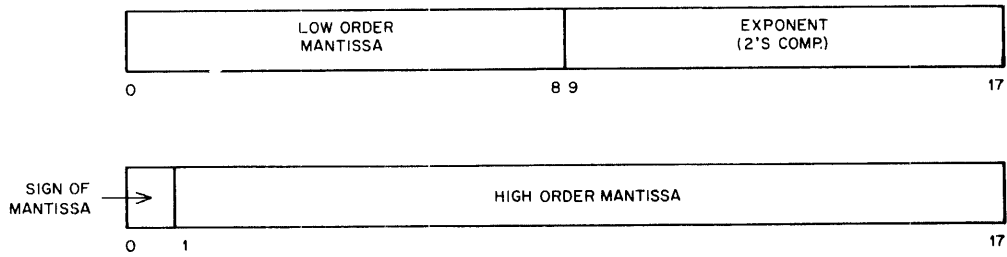 LOW ORDER
MANTISSA
EXPONENT
(2'S COMP.)
0
8 9
17
SIGN OF
MANTISSA
HIGH ORDER MANTISSA
0
1
17